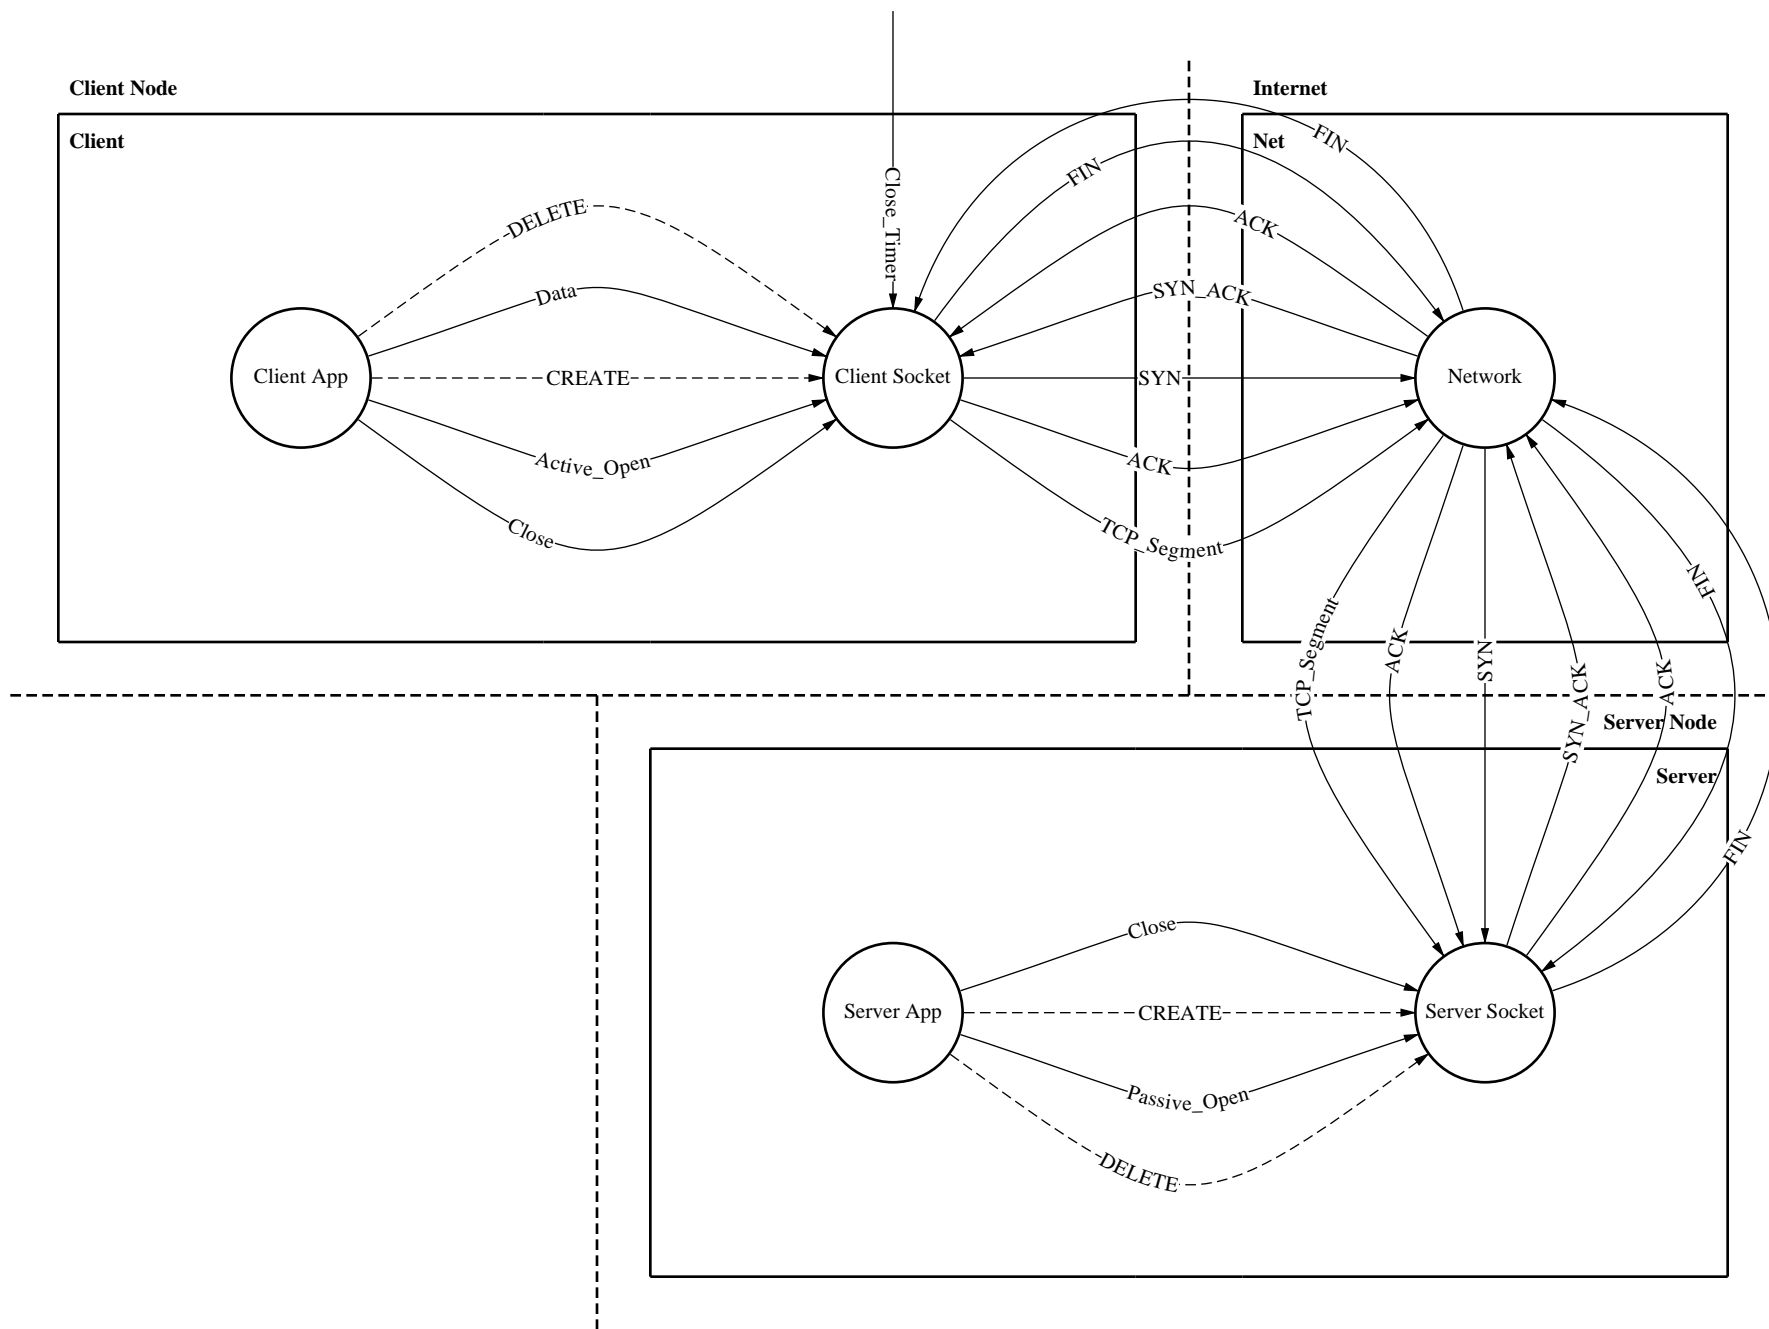 Client Node
Internet
Client
Net
FIN
FIN
Close_Timer
DELETE
ACK
Data
SYN_ACK
Client App
CREATE
Client Socket
SYN
Network
Active_Open
ACK
Close
TCP_Segment
FIN
TCP_Segment
ACK
SYN
SYN_ACK
ACK
Server Node
Server
FIN
Close
Server App
CREATE
Server Socket
Passive_Open
DELETE